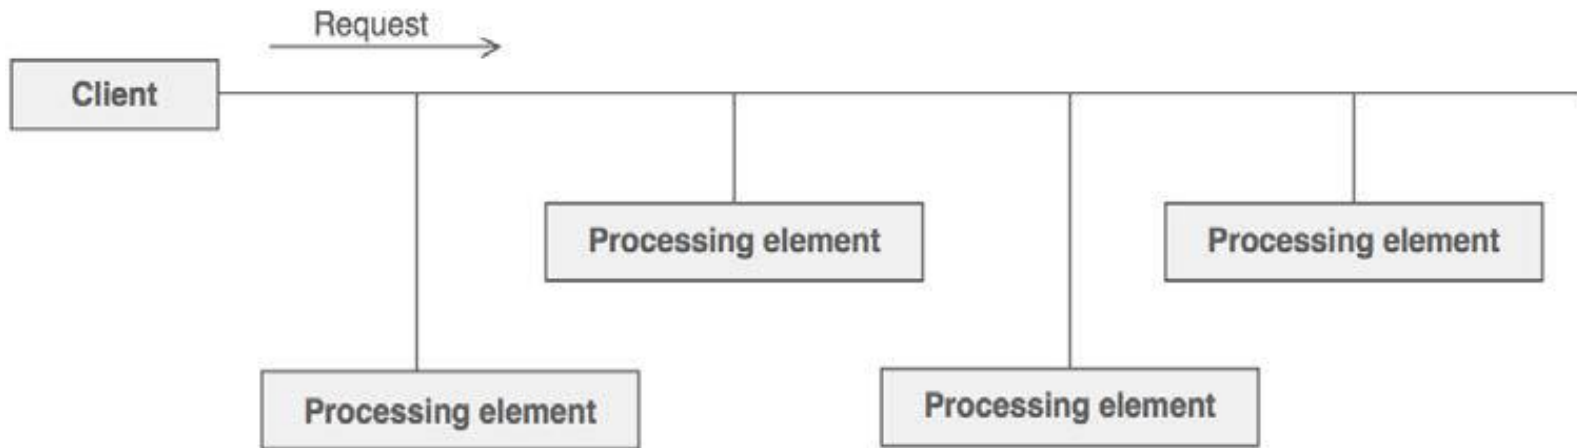 Request
Client
Processing element
Processing element
Processing element
Processing element